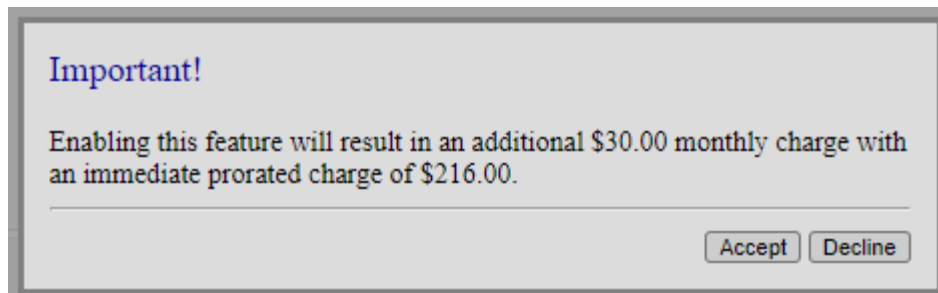 Important!
Enabling this feature will result in an additional $30.00 monthly charge with
an immediate prorated charge of $216.00.
Accept Decline